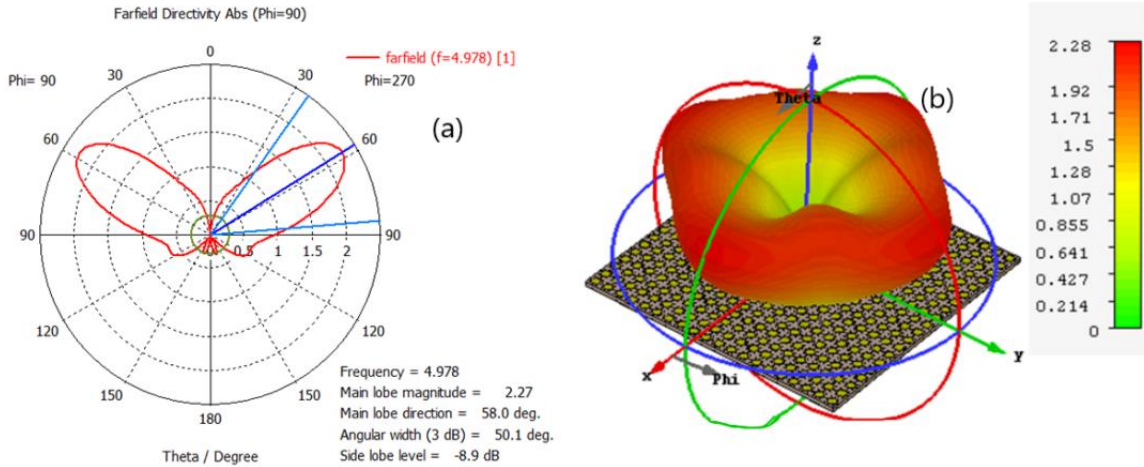 Farfield Directivity Abs (Phi=90)
farfield (f=4.978) [1]
Phi= 90
30
0
30
Phi=270
60
60
(a)
90
0.5
1
1.5
2
90
120
120
150
180
150
Theta / Degree
Frequency = 4.978
Main lobe magnitude = 2.27
Main lobe direction = 58.0 deg.
Angular width (3 dB) = 50.1 deg.
Side lobe level = -8.9 dB
z
Theta
(b)
x
Phi
y
2.28
1.92
1.71
1.5
1.28
1.07
0.855
0.641
0.427
0.214
0